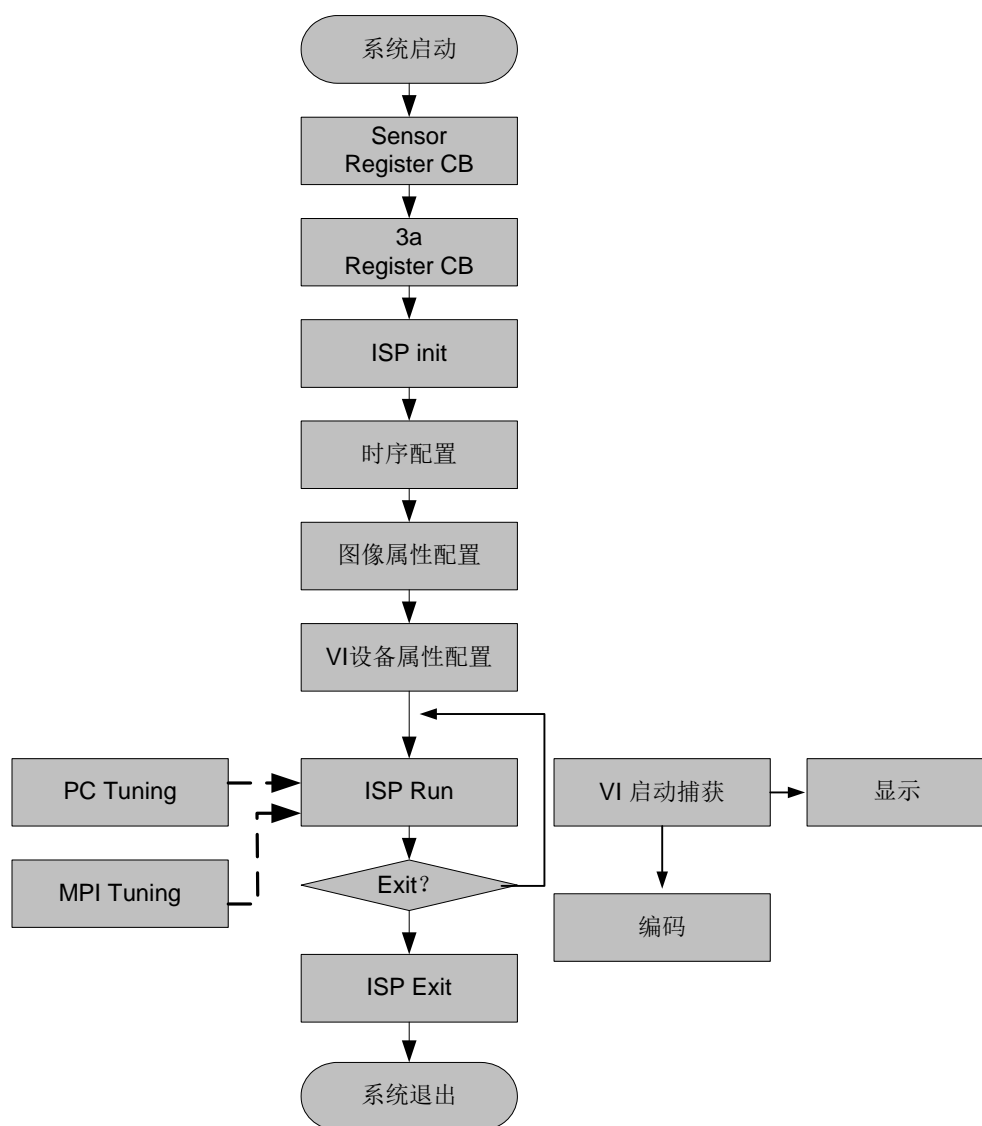 系统启动
Sensor
Register CB
3a
Register CB
ISP init
时序配置
图像属性配置
VI设备属性配置
PC Tuning
ISP Run
VI 启动捕获
显示
MPI Tuning
Exit？
编码
ISP Exit
系统退出